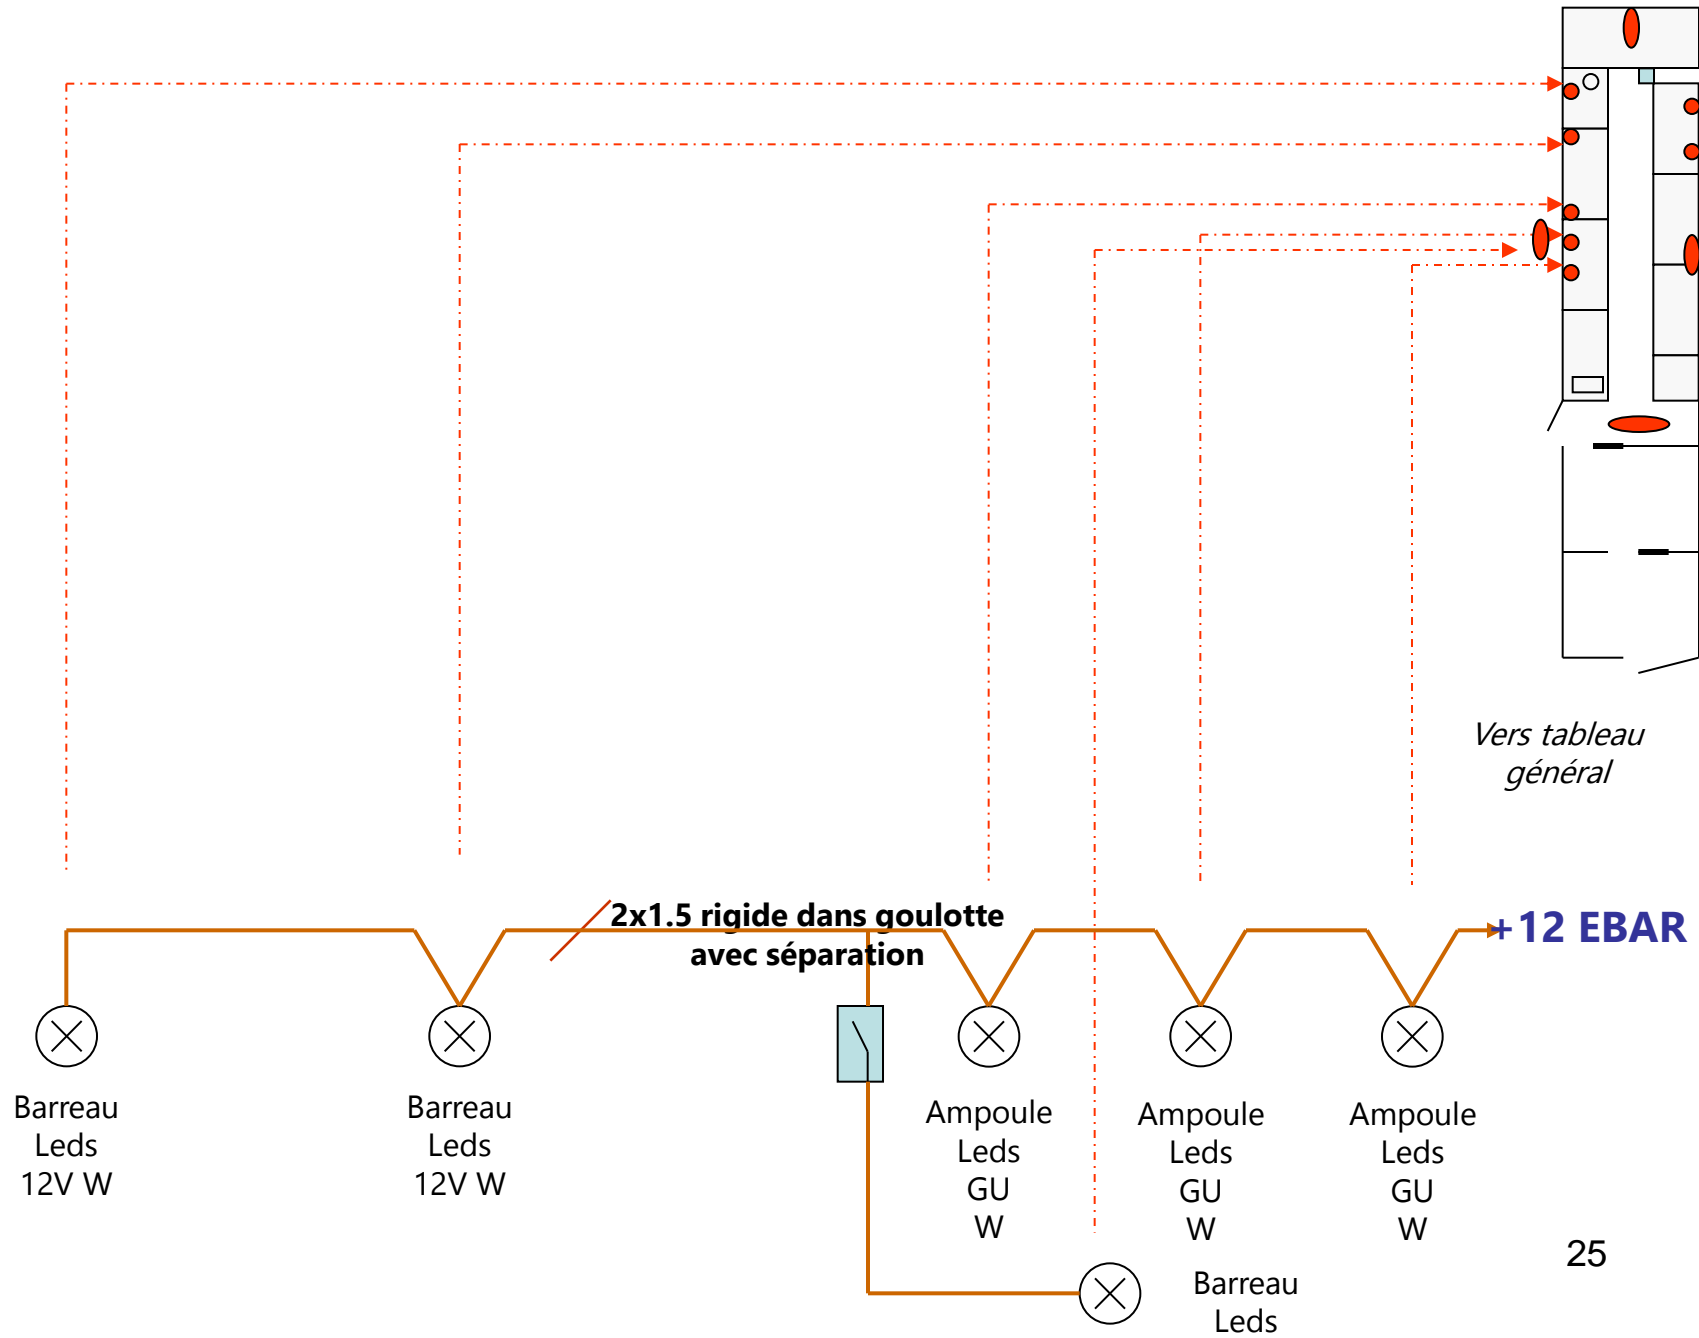 Vers tableau
général
2x1.5 rigide dans goulotte
avec séparation
+12 EBAR
Barreau
Leds
12V W
Barreau
Leds
12V W
Ampoule
Leds
GU
W
Ampoule
Leds
GU
W
Ampoule
Leds
GU
W
25
Barreau
Leds